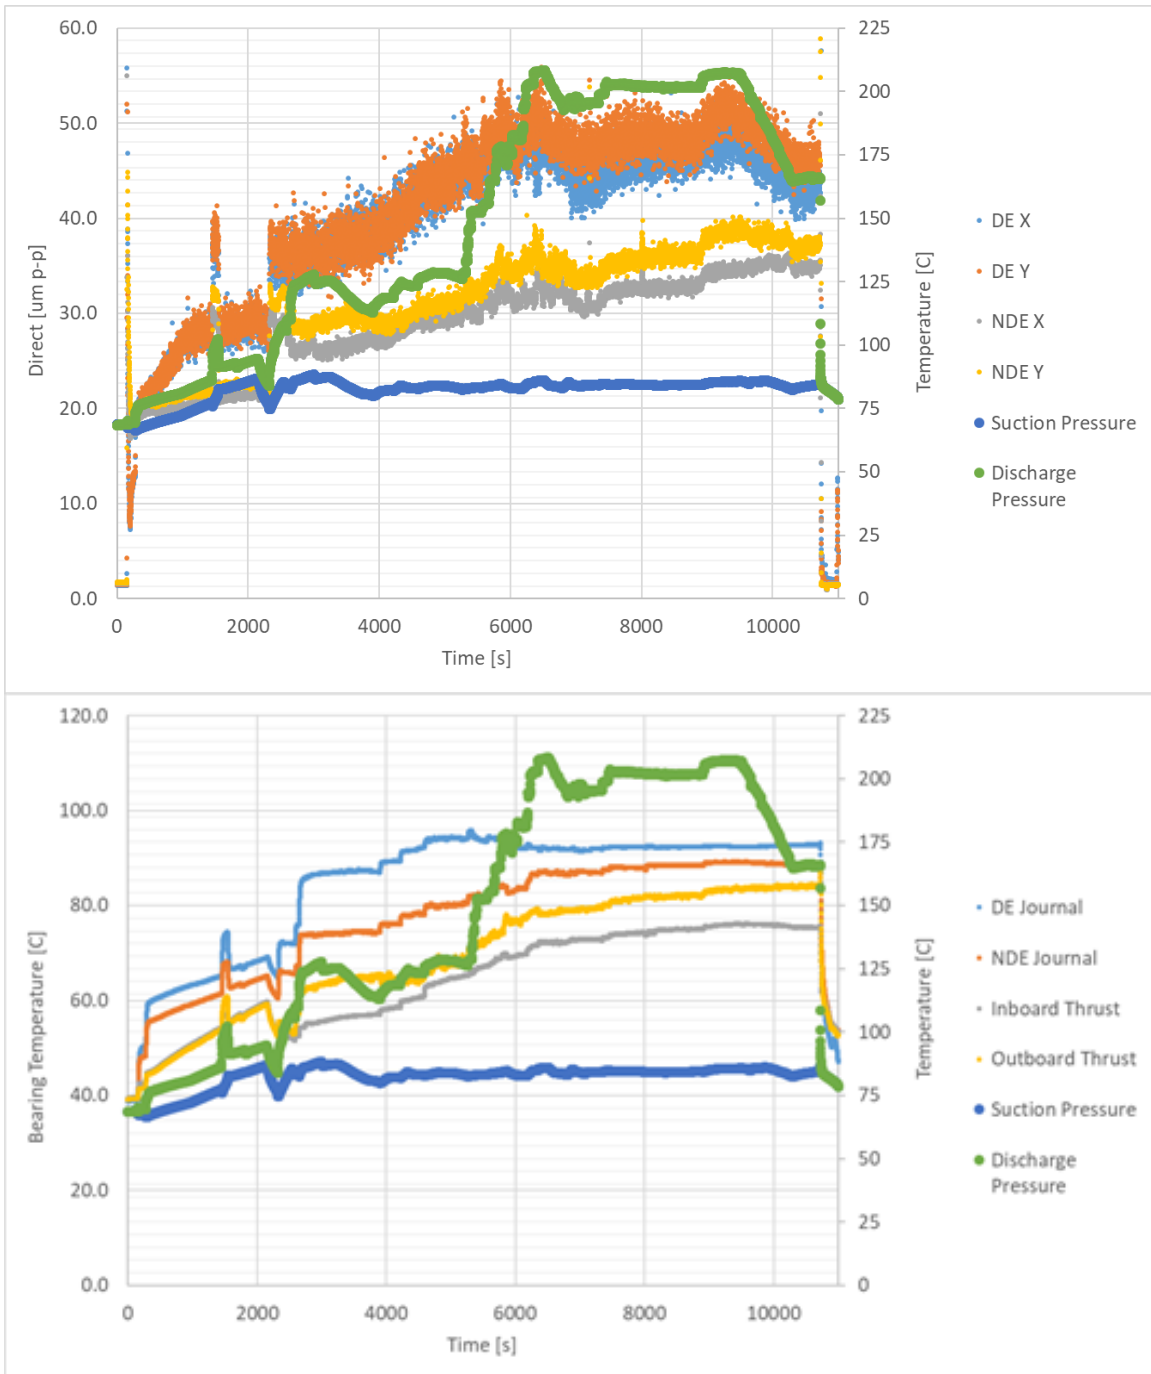 60.0
50.0
40.0
30.0
20.0
10.0
0.0
Direct [um p-p]
225
200
175
150
125
100
75
50
25
0
Temperature [C]
0 2000 4000 6000 8000 10000
Time [s]
DE X
DE Y
NDE X
NDE Y
Suction Pressure
Discharge
Pressure
120.0
100.0
80.0
60.0
40.0
20.0
0.0
Bearing Temperature [C]
225
200
175
150
125
100
75
50
25
0
Temperature [C]
0 2000 4000 6000 8000 10000
Time [s]
DE Journal
NDE Journal
Inboard Thrust
Outboard Thrust
Suction Pressure
Discharge
Pressure